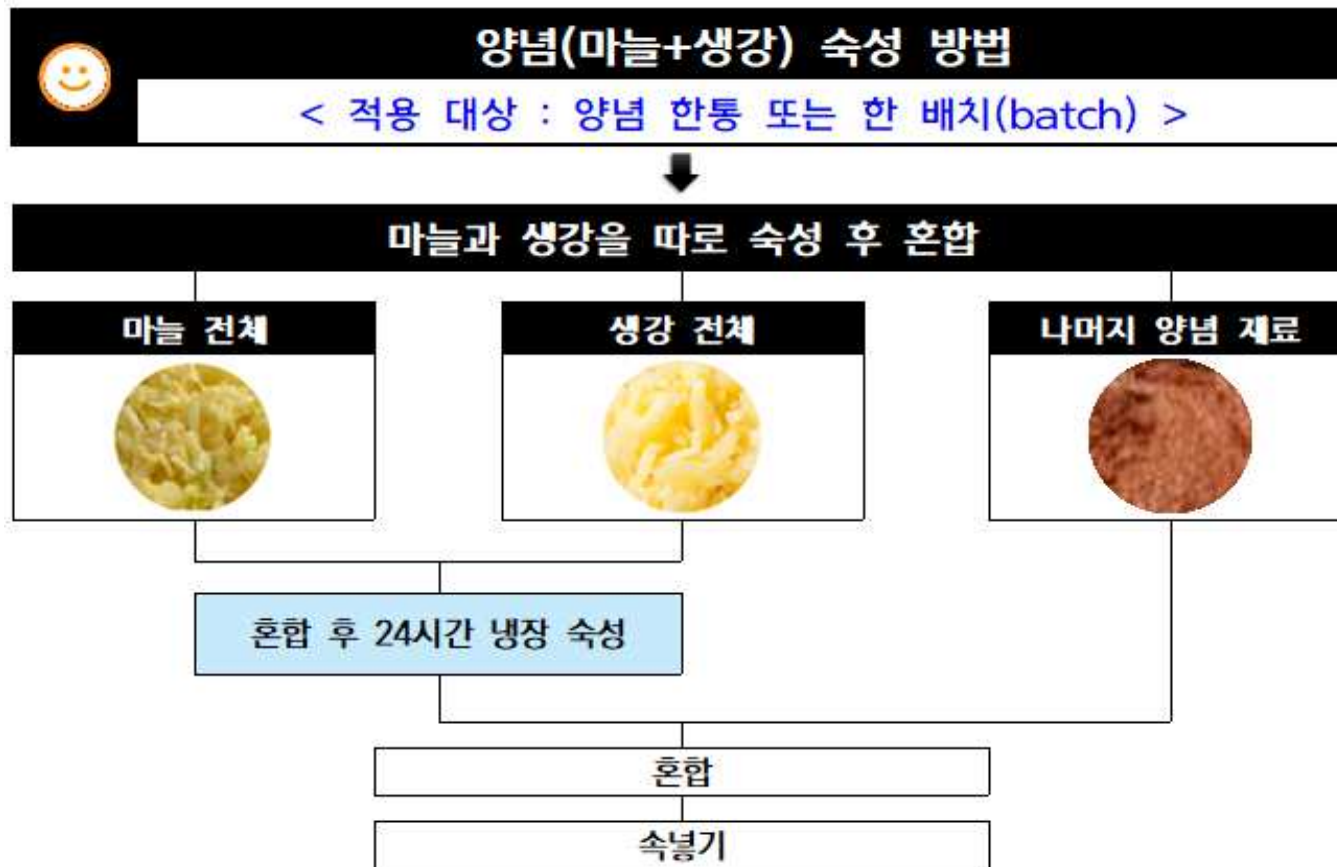 양념(마늘+생강) 숙성 방법
< 적용 대상 : 양념 한통 또는 한 배치(batch) >
마늘과 생강을 따로 숙성 후 혼합
마늘 전체
생강 전체
나머지 양념 재료
혼합 후 24시간 냉장 숙성
혼합
속넣기